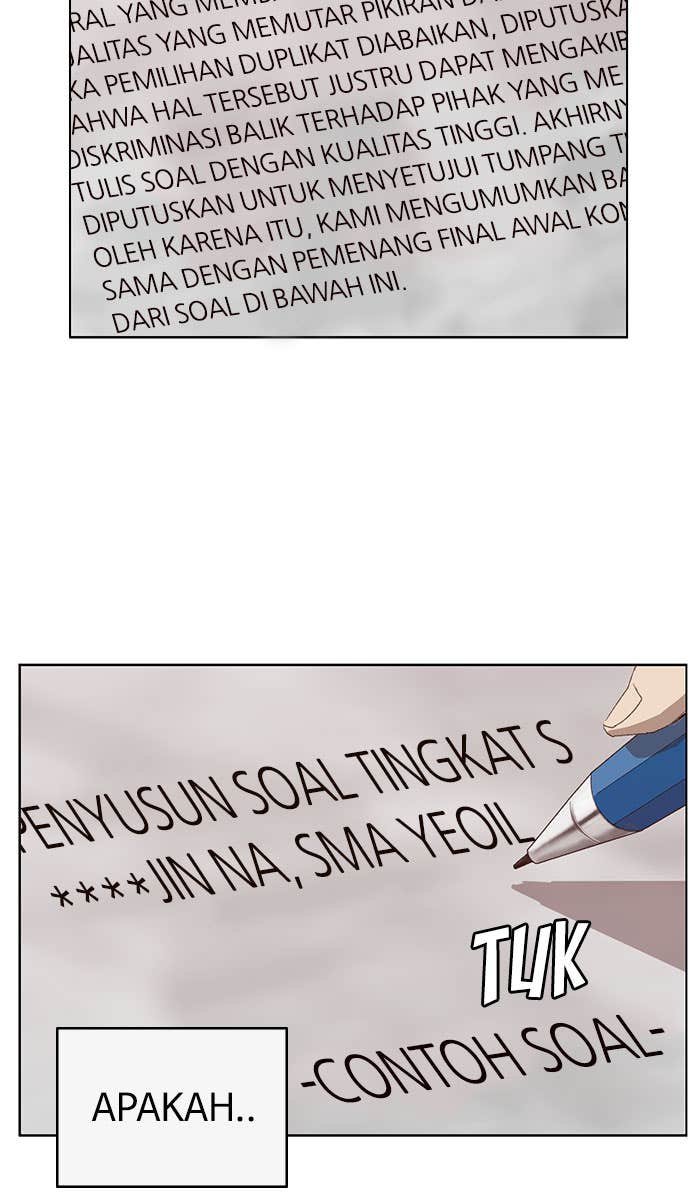 YANG
ALITAS YANG MEMUTAR PIKIRAN
KA PEMILIHAN DUPLIKAT DIABAIKAN, DIPUTUSKA
AHWA HAL TERSEBUT JUSTRU DAPAT MENGAKIB
DISKRIMINASI BALIK TERHADAP PIHAK YANG ME
TULIS SOAL DENGAN KUALITAS TINGGI. AKHIRNY
DIPUTUSKAN UNTUK MENYETUJUI TUMPANG T
OLEH KARENA ITU, KAMI MENGUMUMKAN BA
SAMA DENGAN PEMENANG FINAL AWAL KOM
DARI SOAL DI BAWAH INI.
PENYUSUN SOAL TINGKAT S
****JIN NA, SMA YEOIL
TUK
-CONTOH SOAL-
APAKAH..